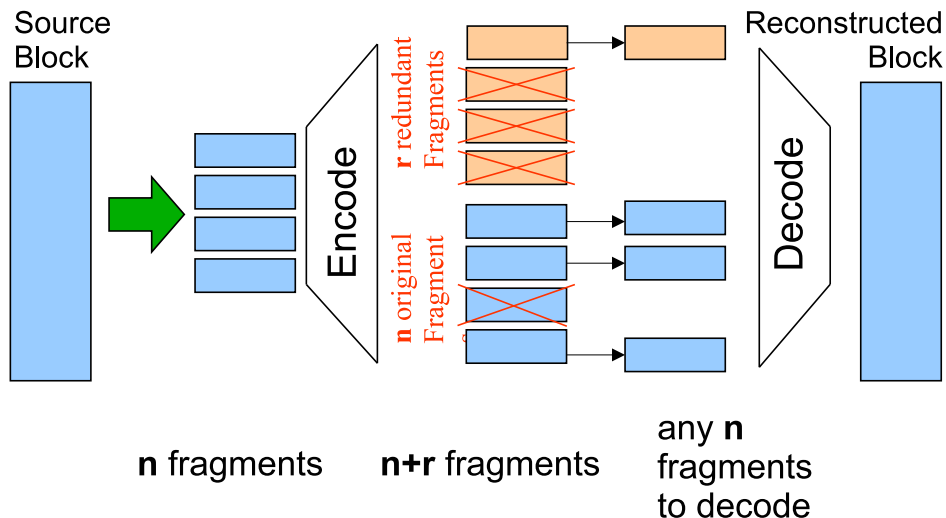 Source
Block
Encode
r redundant
Fragments
n original
Fragment
s
Decode
Reconstructed
Block
n fragments
n+r fragments
any n
fragments
to decode